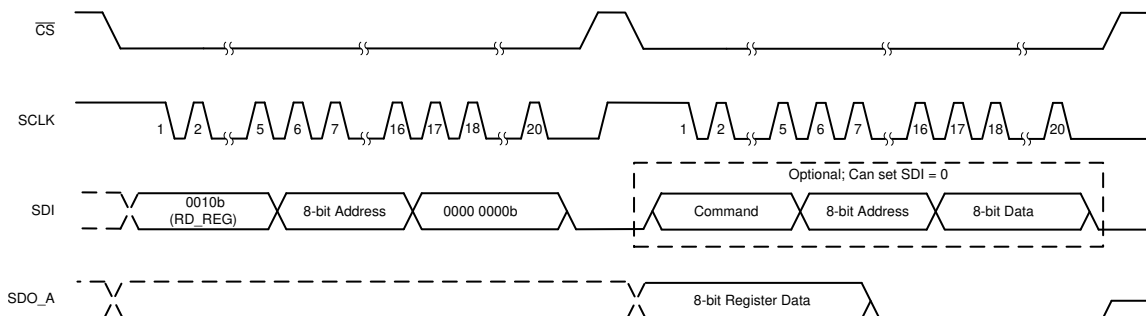 CS
SCLK
1 2 5 6 7 16 17 18 20 1 2 5 6 7 16 17 18 20
Optional; Can set SDI = 0
SDI
0010b
(RD_REG)
8-bit Address
0000 0000b
Command
8-bit Address
8-bit Data
SDO_A
8-bit Register Data